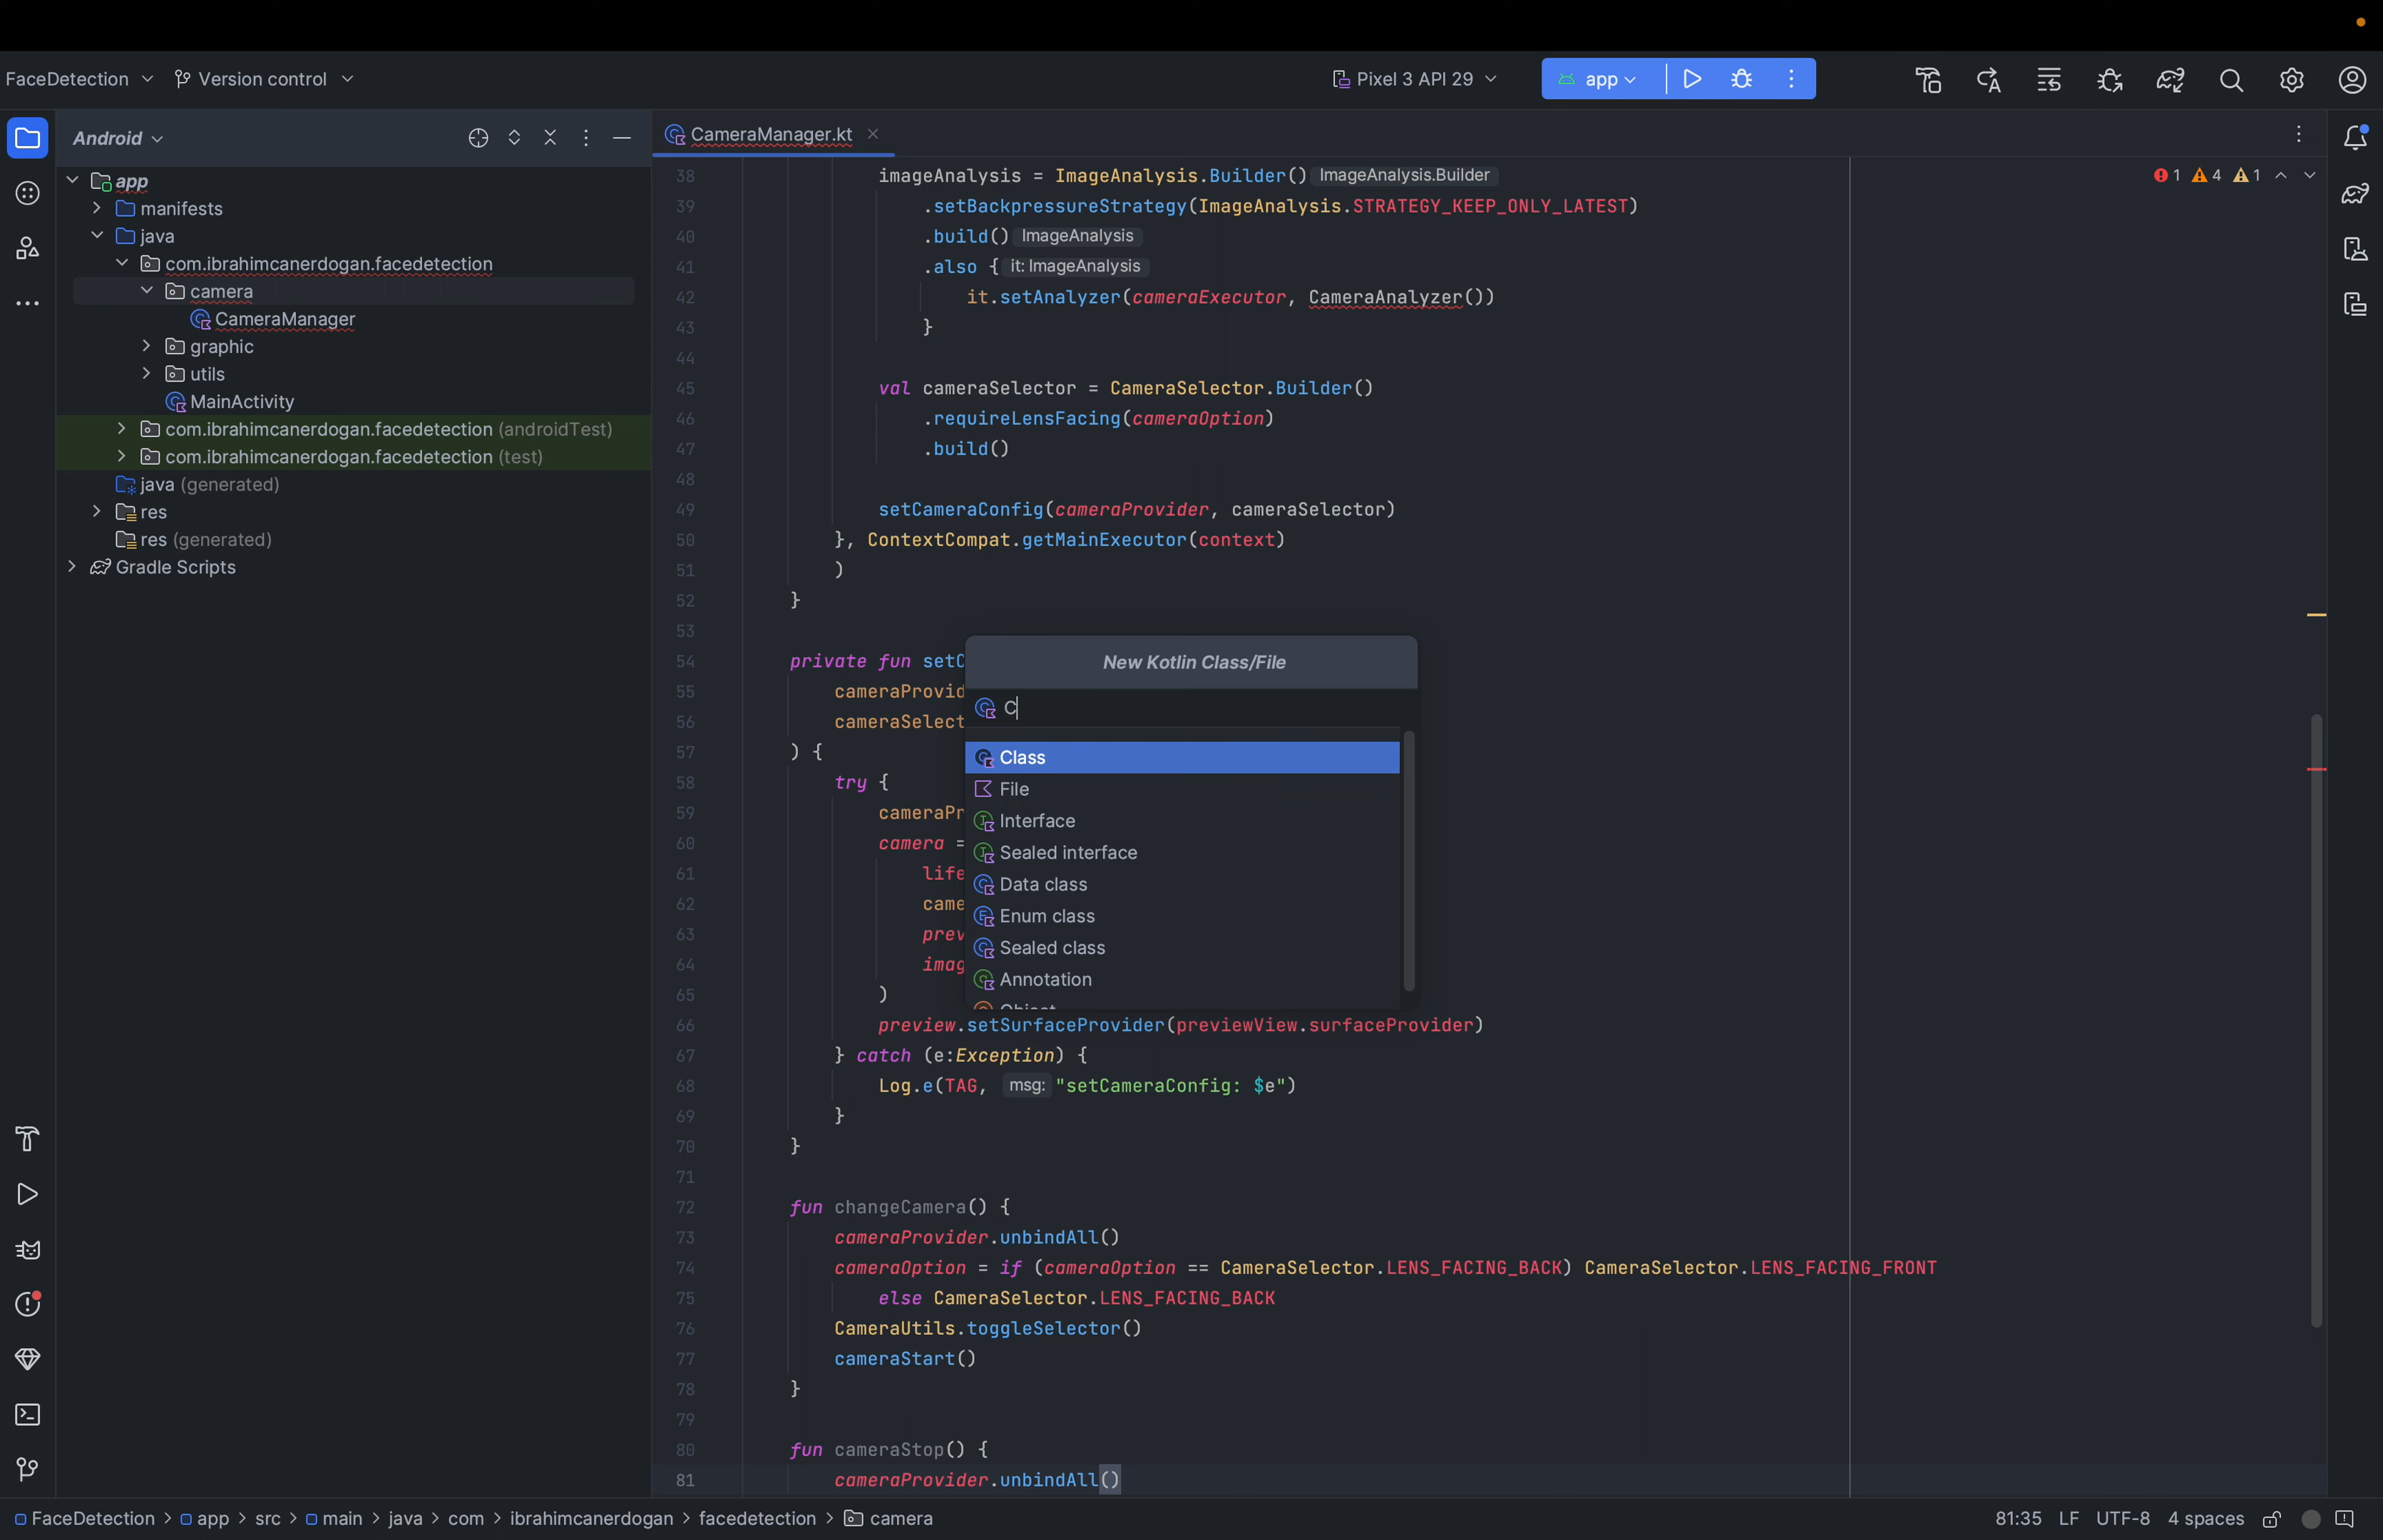 FaceDetection Version control Pixel 3 API 29 app
Android
CameraManager.kt
app
manifests
java
com.ibrahimcanerdogan.facedetection
camera
CameraManager
graphic
utils
MainActivity
com.ibrahimcanerdogan.facedetection (androidTest)
com.ibrahimcanerdogan.facedetection (test)
java (generated)
res
res (generated)
Gradle Scripts
1 4 1
38 imageAnalysis = ImageAnalysis.Builder() ImageAnalysis.Builder
39 .setBackpressureStrategy(ImageAnalysis.STRATEGY_KEEP_ONLY_LATEST)
40 .build() ImageAnalysis
41 .also { it: ImageAnalysis
42 it.setAnalyzer(cameraExecutor, CameraAnalyzer())
43 }
44
45 val cameraSelector = CameraSelector.Builder()
46 .requireLensFacing(cameraOption)
47 .build()
48
49 setCameraConfig(cameraProvider, cameraSelector)
50 }, ContextCompat.getMainExecutor(context)
51 )
52 }
53
54 private fun setC
55 cameraProvid
56 cameraSelect
57 ) {
58 try {
59 cameraPr
60 camera =
61 life
62 came
63 prev
64 imag
65 )
66 preview.setSurfaceProvider(previewView.surfaceProvider)
67 } catch (e:Exception) {
68 Log.e(TAG, msg: "setCameraConfig: $e")
69 }
70 }
71
72 fun changeCamera() {
73 cameraProvider.unbindAll()
74 cameraOption = if (cameraOption == CameraSelector.LENS_FACING_BACK) CameraSelector.LENS_FACING_FRONT
75 else CameraSelector.LENS_FACING_BACK
76 CameraUtils.toggleSelector()
77 cameraStart()
78 }
79
80 fun cameraStop() {
81 cameraProvider.unbindAll()
New Kotlin Class/File
C
Class
File
Interface
Sealed interface
Data class
Enum class
Sealed class
Annotation
Object
FaceDetection > app > src > main > java > com > ibrahimcanerdogan > facedetection > camera 81:35 LF UTF-8 4 spaces